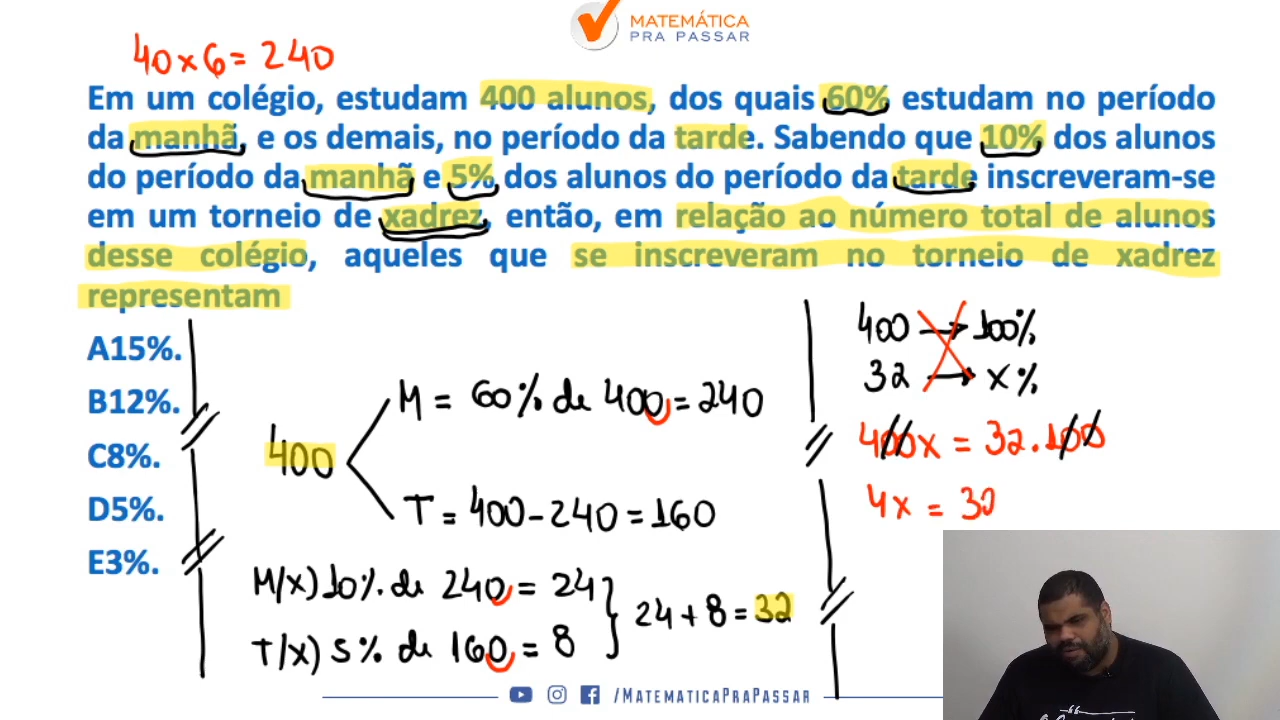 MATEMÁTICA
PRA PASSAR
40 x 6 = 240
Em um colégio, estudam 400 alunos, dos quais 60% estudam no período
da manhã, e os demais, no período da tarde. Sabendo que 10% dos alunos
do período da manhã e 5% dos alunos do período da tarde inscreveram-se
em um torneio de xadrez, então, em relação ao número total de alunos
desse colégio, aqueles que se inscreveram no torneio de xadrez
representam
A15%.
B12%.
C8%.
D5%.
E3%.
400
M = 60% de 400 = 240
T = 400 - 240 = 160
M/X) 10% de 240 = 24
T/X) 5% de 160 = 8
24 + 8 = 32
400 → 100%
32 → X%
400x = 32.100
4x = 32
/MATEMATICAPRAPASSAR